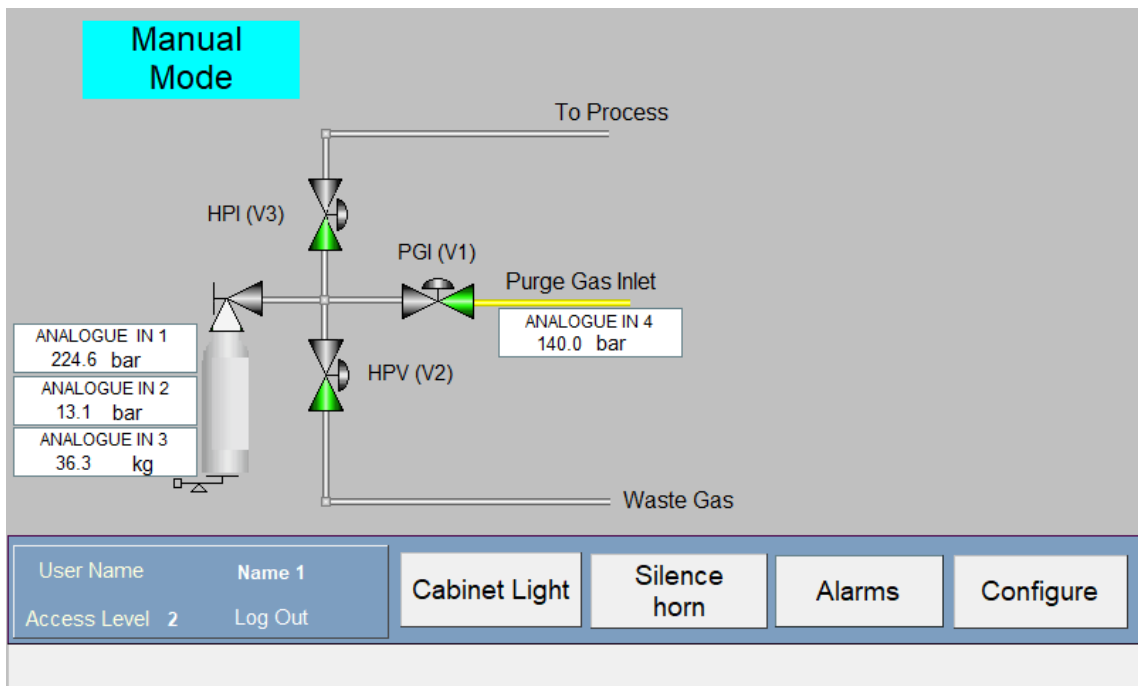 Manual
Mode
To Process
HPI (V3)
PGI (V1)
Purge Gas Inlet
ANALOGUE IN 4
140.0 bar
ANALOGUE IN 1
224.6 bar
HPV (V2)
ANALOGUE IN 2
13.1 bar
ANALOGUE IN 3
36.3 kg
Waste Gas
User Name Name 1
Access Level 2 Log Out
Cabinet Light
Silence
horn
Alarms
Configure